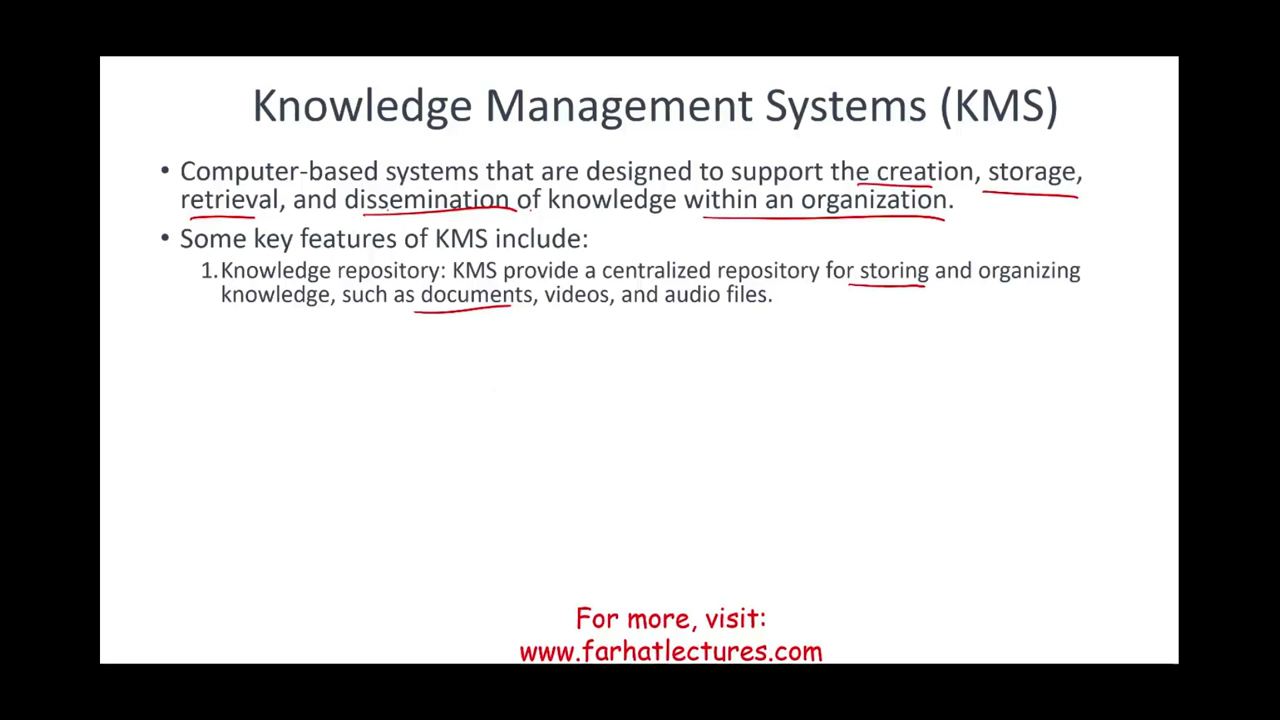 Knowledge Management Systems (KMS)
• Computer-based systems that are designed to support the creation, storage,
retrieval, and dissemination of knowledge within an organization.
• Some key features of KMS include:
1. Knowledge repository: KMS provide a centralized repository for storing and organizing
knowledge, such as documents, videos, and audio files.
For more, visit:
www.farhatlectures.com